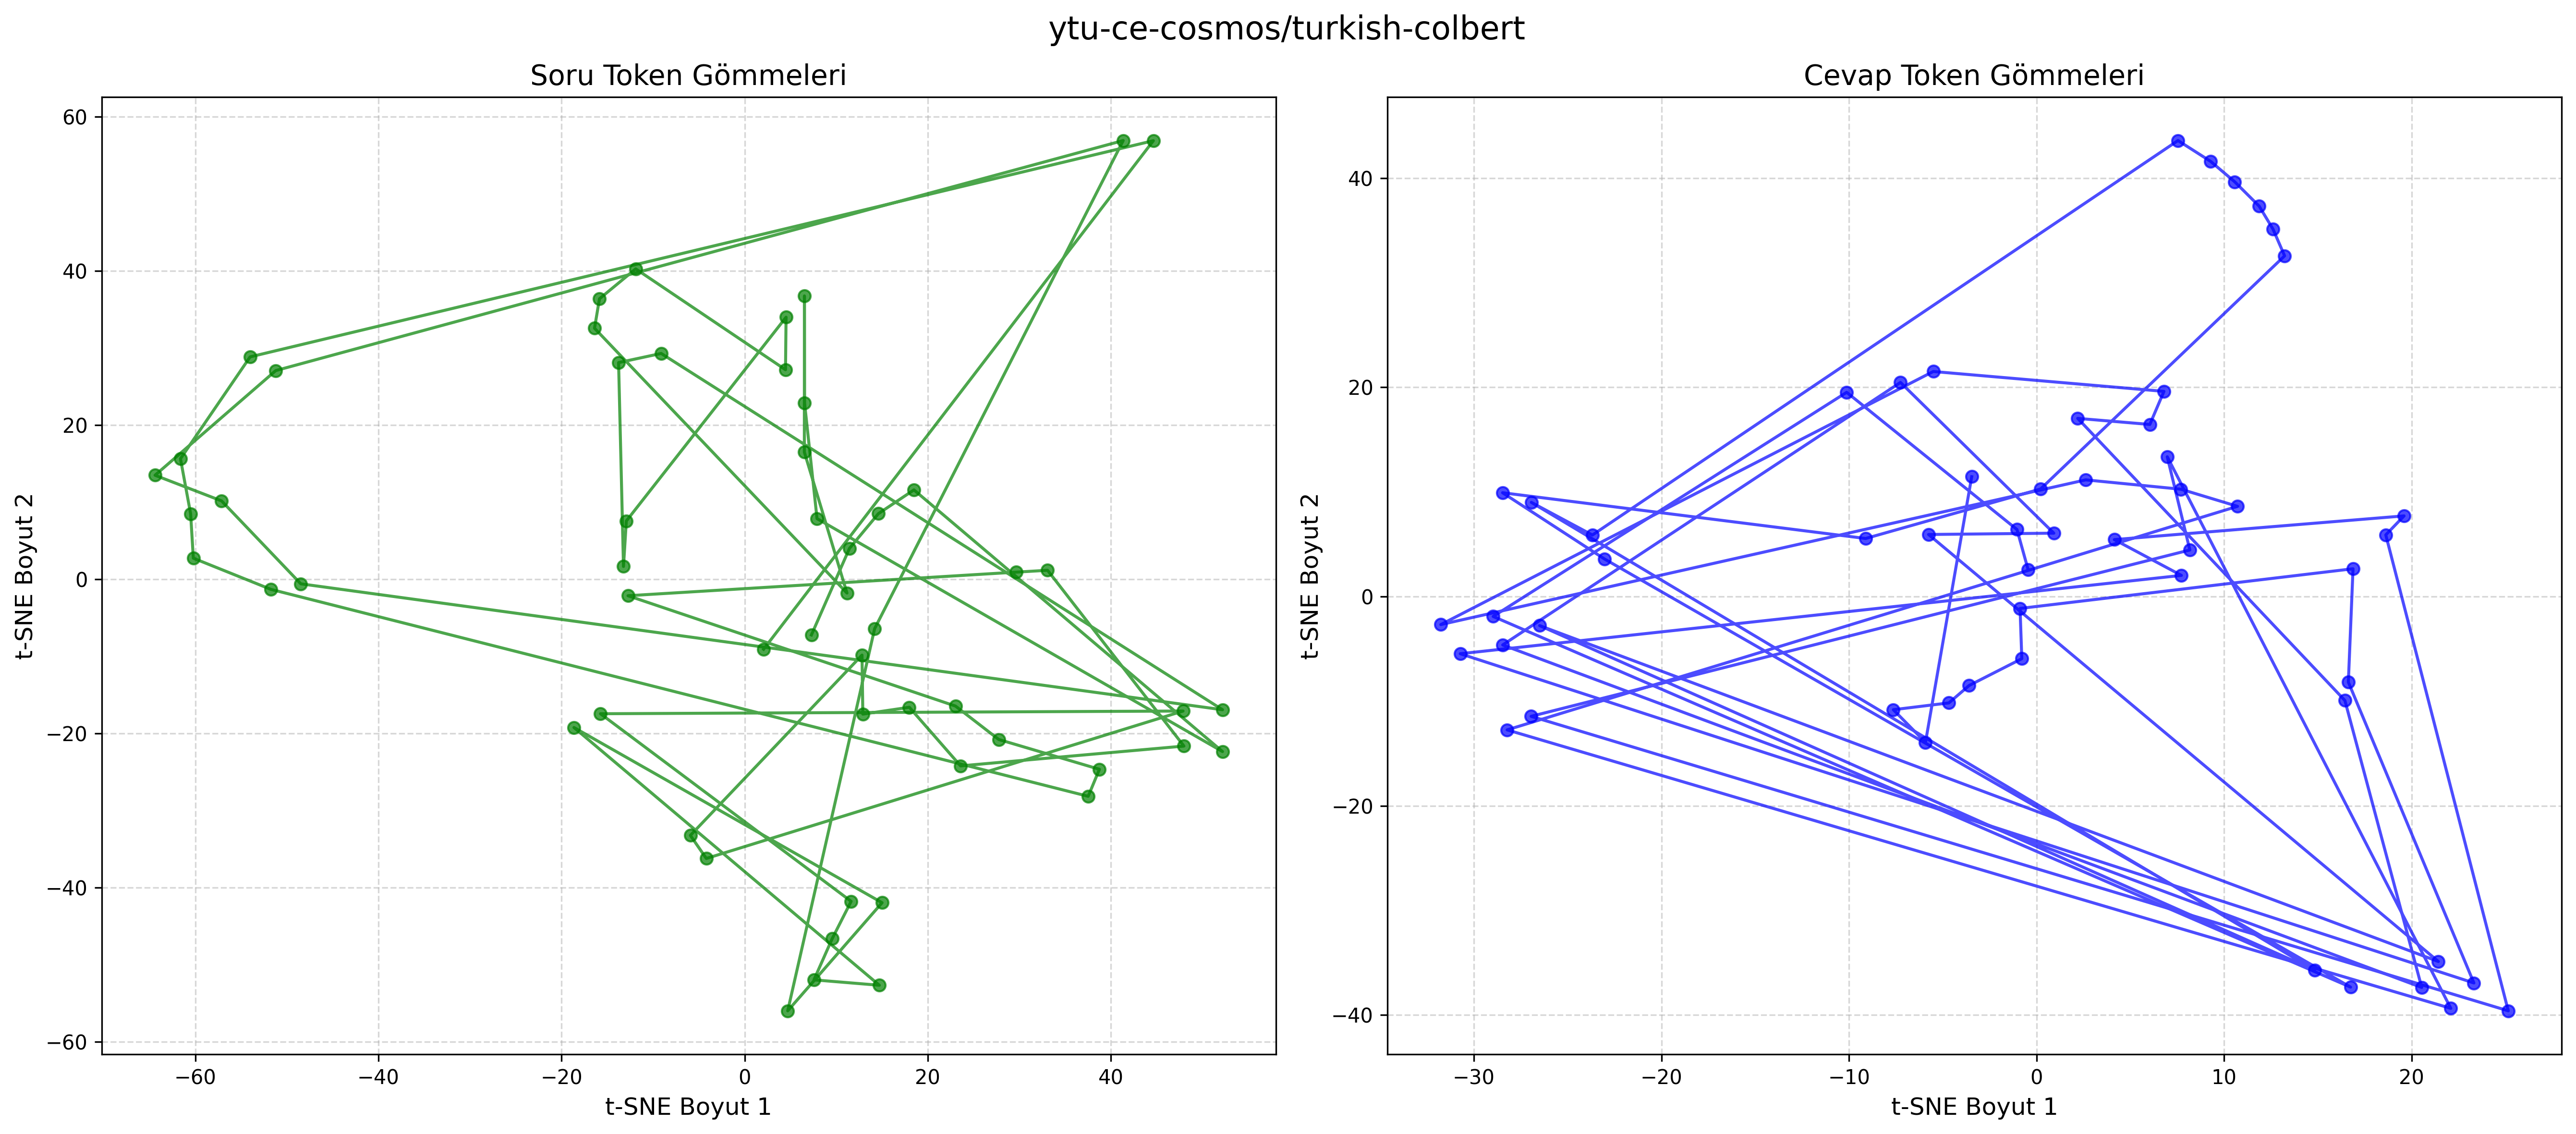 ytu-ce-cosmos/turkish-colbert
Soru Token Gömmeleri
60
40
20
0
−20
−40
−60
t-SNE Boyut 2
−60 −40 −20 0 20 40
t-SNE Boyut 1
Cevap Token Gömmeleri
40
20
0
−20
−40
t-SNE Boyut 2
−30 −20 −10 0 10 20
t-SNE Boyut 1